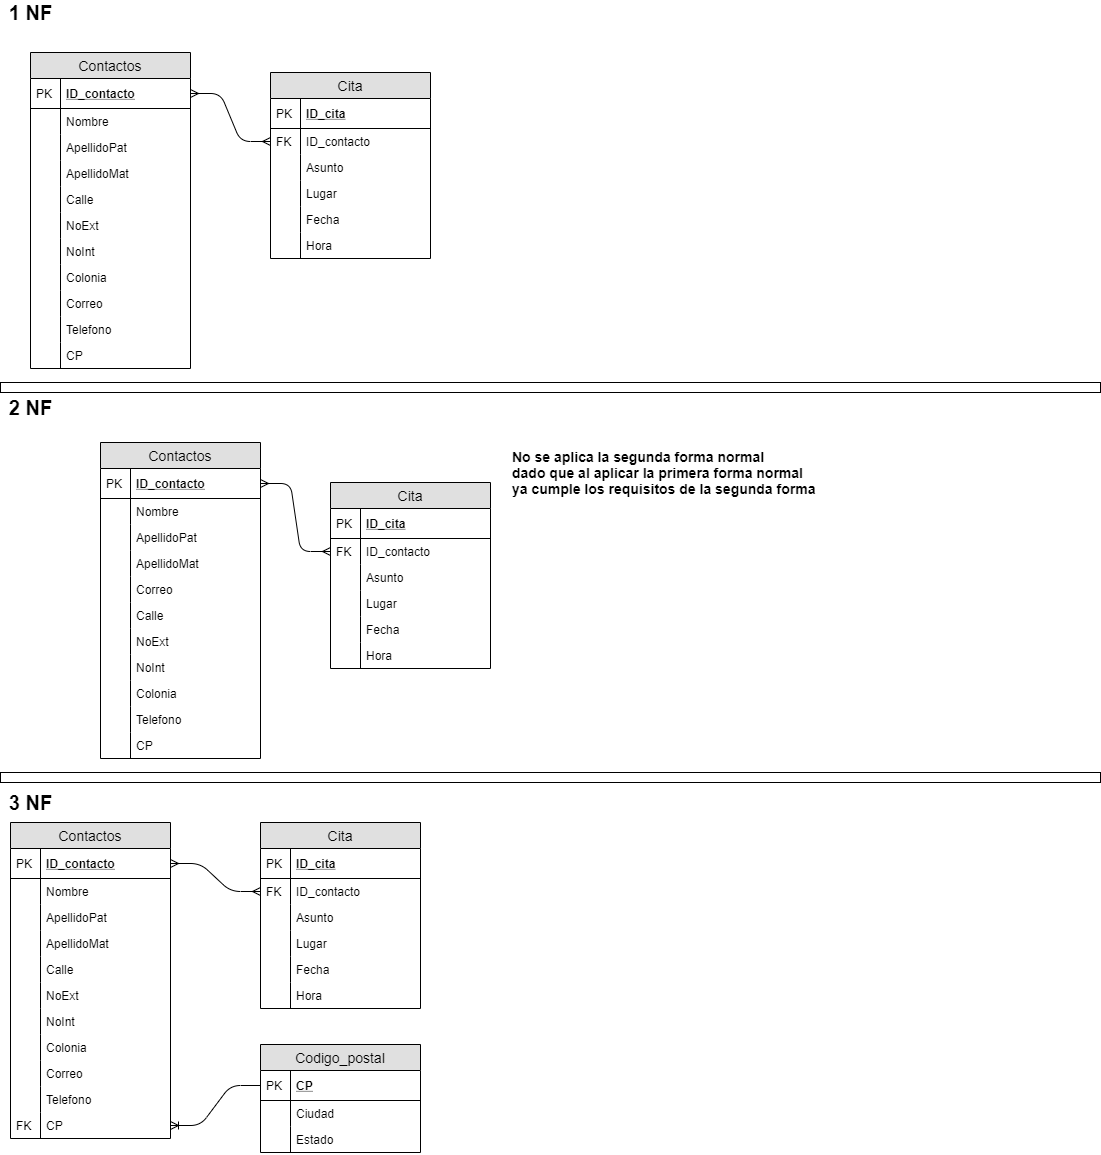 1 NF
Contactos
PK ID_contacto
Nombre
ApellidoPat
ApellidoMat
Calle
NoExt
NoInt
Colonia
Correo
Telefono
CP
Cita
PK ID_cita
FK ID_contacto
Asunto
Lugar
Fecha
Hora
2 NF
Contactos
PK ID_contacto
Nombre
ApellidoPat
ApellidoMat
Correo
Calle
NoExt
NoInt
Colonia
Telefono
CP
Cita
PK ID_cita
FK ID_contacto
Asunto
Lugar
Fecha
Hora
No se aplica la segunda forma normal
dado que al aplicar la primera forma normal
ya cumple los requisitos de la segunda forma
3 NF
Contactos
PK ID_contacto
Nombre
ApellidoPat
ApellidoMat
Calle
NoExt
NoInt
Colonia
Correo
Telefono
FK CP
Cita
PK ID_cita
FK ID_contacto
Asunto
Lugar
Fecha
Hora
Codigo_postal
PK CP
Ciudad
Estado